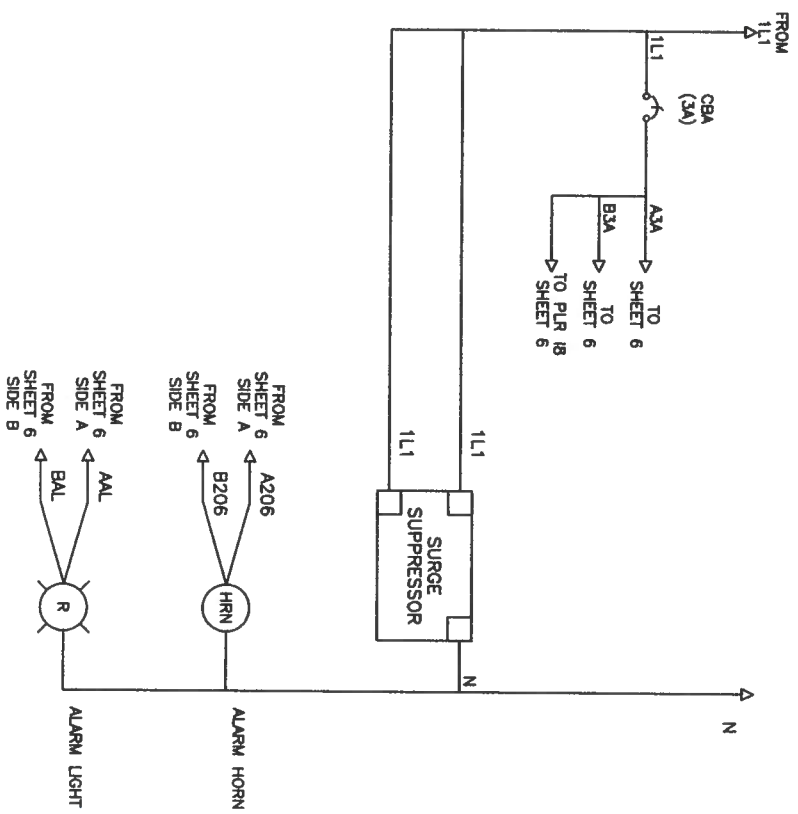 FROM
1L1
N
CBA
(3A)
1L1
A3A
TO
SHEET 6
B3A
TO
SHEET 6
TO PLR 1B
SHEET 6
1L1
N
SURGE
SUPPRESSOR
1L1
FROM
SHEET 6
SIDE A
A206
HRN
ALARM HORN
FROM
SHEET 6
SIDE B
B206
FROM
SHEET 6
SIDE A
AAL
R
ALARM LIGHT
FROM
SHEET 6
SIDE B
BAL